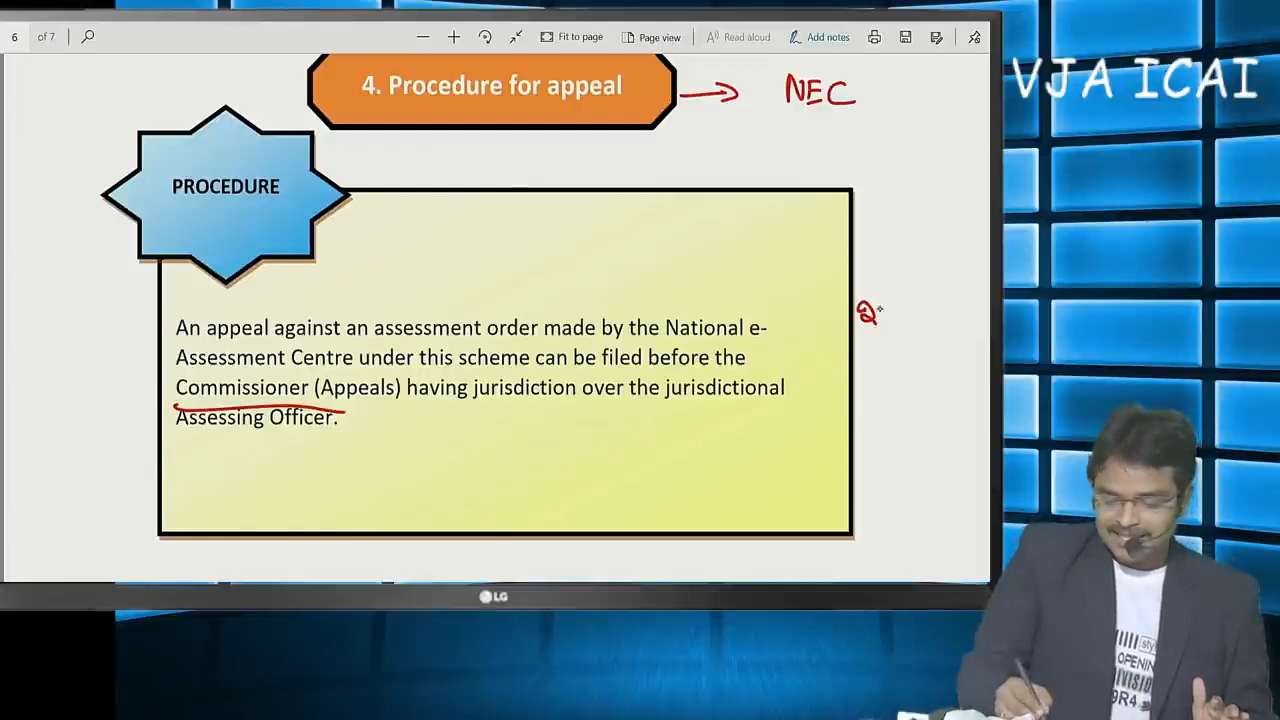 6 of 7 Fit to page Page view Read aloud Add notes
VJA ICAI
4. Procedure for appeal
NEC
PROCEDURE
An appeal against an assessment order made by the National e-
Assessment Centre under this scheme can be filed before the
Commissioner (Appeals) having jurisdiction over the jurisdictional
Assessing Officer.
LG
OPENIN